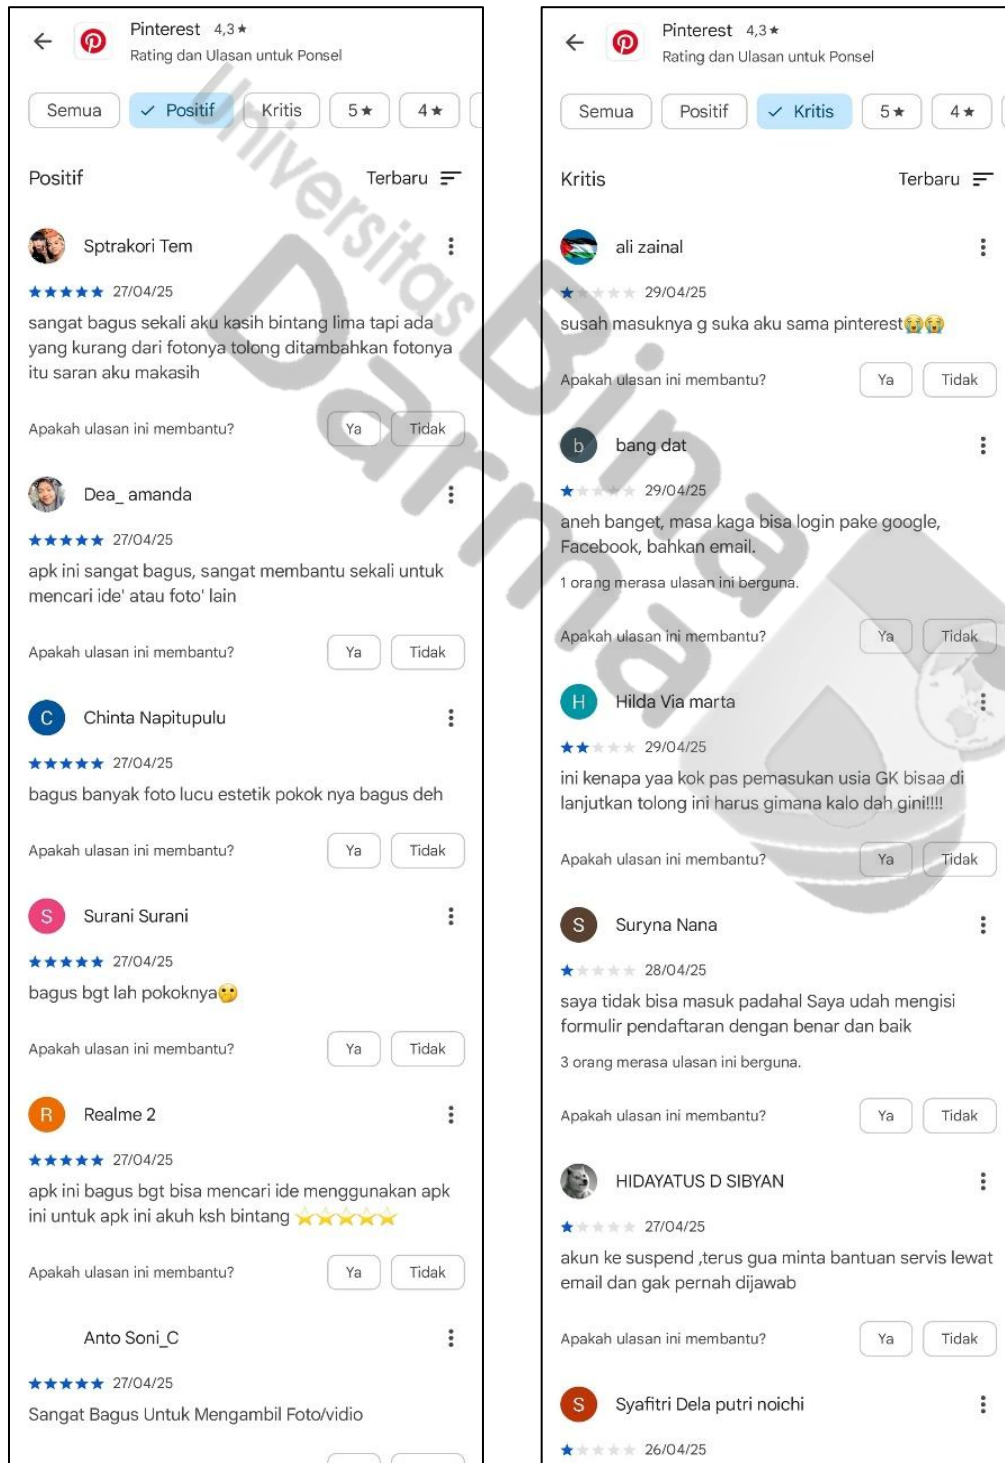 Pinterest 4,3★
Rating dan Ulasan untuk Ponsel
Semua ✓ Positif Kritis 5★ 4★
Positif Terbaru
Sptrakori Tem
★★★★★ 27/04/25
sangat bagus sekali aku kasih bintang lima tapi ada
yang kurang dari fotonya tolong ditambahkan fotonya
itu saran aku makasih
Apakah ulasan ini membantu? Ya Tidak
Dea_ amanda
★★★★★ 27/04/25
apk ini sangat bagus, sangat membantu sekali untuk
mencari ide' atau foto' lain
Apakah ulasan ini membantu? Ya Tidak
C Chinta Napitupulu
★★★★★ 27/04/25
bagus banyak foto lucu estetik pokok nya bagus deh
Apakah ulasan ini membantu? Ya Tidak
S Surani Surani
★★★★★ 27/04/25
bagus bgt lah pokoknya🤭
Apakah ulasan ini membantu? Ya Tidak
R Realme 2
★★★★★ 27/04/25
apk ini bagus bgt bisa mencari ide menggunakan apk
ini untuk apk ini akuh ksh bintang ⭐⭐⭐⭐⭐
Apakah ulasan ini membantu? Ya Tidak
Anto Soni_C
★★★★★ 27/04/25
Sangat Bagus Untuk Mengambil Foto/vidio
Pinterest 4,3★
Rating dan Ulasan untuk Ponsel
Semua Positif ✓ Kritis 5★ 4★
Kritis Terbaru
ali zainal
★★★★★ 29/04/25
susah masuknya g suka aku sama pinterest😭😭
Apakah ulasan ini membantu? Ya Tidak
b bang dat
★★★★★ 29/04/25
aneh banget, masa kaga bisa login pake google,
Facebook, bahkan email.
1 orang merasa ulasan ini berguna.
Apakah ulasan ini membantu? Ya Tidak
H Hilda Via marta
★★★★★ 29/04/25
ini kenapa yaa kok pas pemasukan usia GK bisaa di
lanjutkan tolong ini harus gimana kalo dah gini!!!!
Apakah ulasan ini membantu? Ya Tidak
S Suryna Nana
★★★★★ 28/04/25
saya tidak bisa masuk padahal Saya udah mengisi
formulir pendaftaran dengan benar dan baik
3 orang merasa ulasan ini berguna.
Apakah ulasan ini membantu? Ya Tidak
HIDAYATUS D SIBYAN
★★★★★ 27/04/25
akun ke suspend ,terus gua minta bantuan servis lewat
email dan gak pernah dijawab
Apakah ulasan ini membantu? Ya Tidak
S Syafitri Dela putri noichi
★★★★★ 26/04/25
Universitas
Bina
Darma